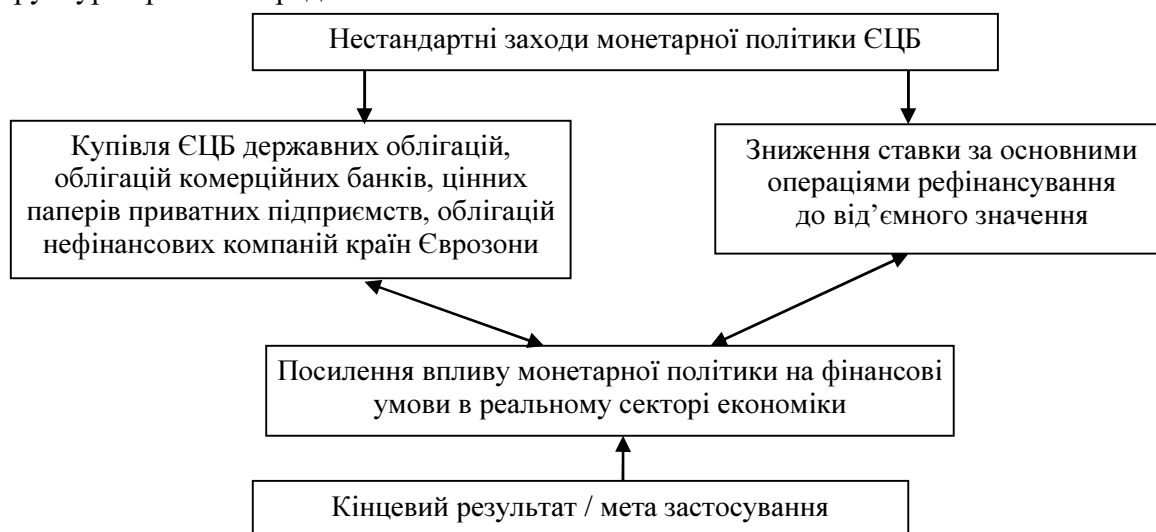 Нестандартні заходи монетарної політики ЄЦБ
Купівля ЄЦБ державних облігацій,
облігацій комерційних банків, цінних
паперів приватних підприємств, облігацій
нефінансових компаній країн Єврозони
Зниження ставки за основними
операціями рефінансування
до від’ємного значення
Посилення впливу монетарної політики на фінансові
умови в реальному секторі економіки
Кінцевий результат / мета застосування